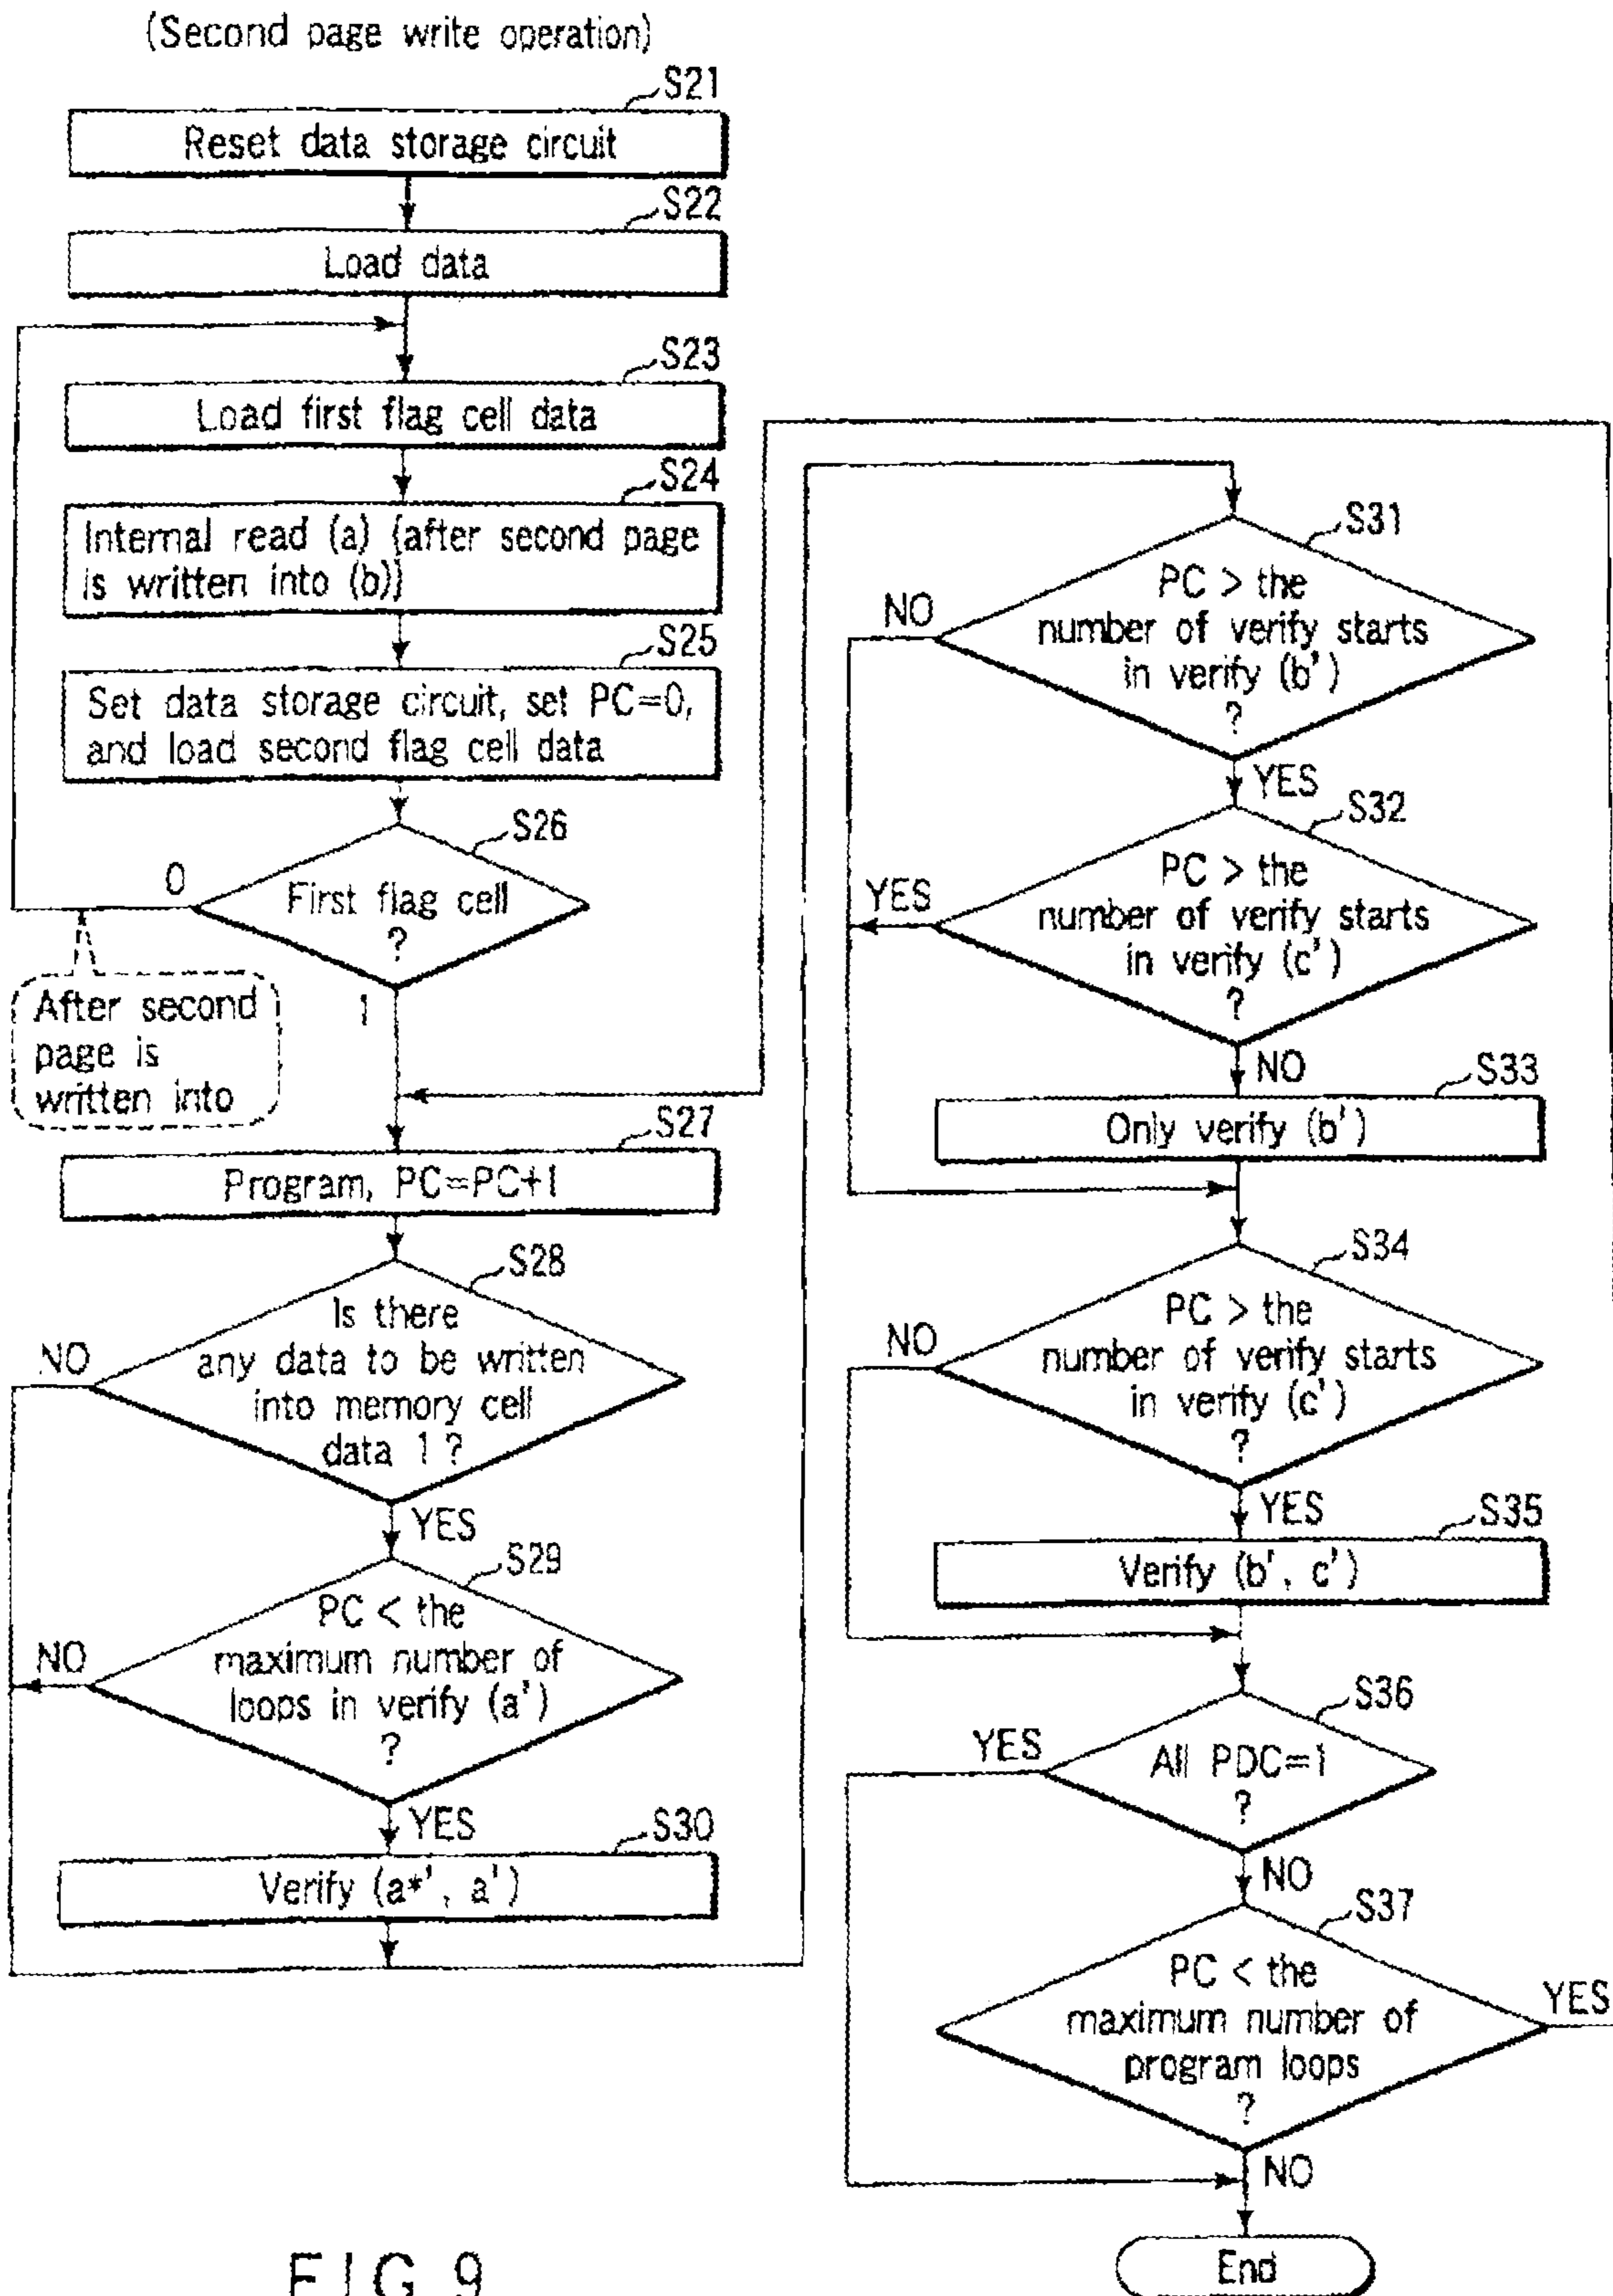 (Second page write operation)
S21
Reset data storage circuit
S22
Load data
S23
Load first flag cell data
S24
Internal read (a) (after second page
is written into (b))
S25
Set data storage circuit, set PC=0,
and load second flag cell data
S26
0
First flag cell
?
1
After second
page is
written into
S27
Program, PC=PC+1
S28
NO
Is there
any data to be written
into memory cell
data 1 ?
YES
S29
NO
PC < the
maximum number of
loops in verify (a')
?
YES
S30
Verify (a*', a')
S31
NO
PC > the
number of verify starts
in verify (b')
?
YES
S32
YES
PC > the
number of verify starts
in verify (c')
?
NO
S33
Only verify (b')
S34
NO
PC > the
number of verify starts
in verify (c')
?
YES
S35
Verify (b', c')
S36
YES
All PDC=1
?
NO
S37
PC < the
maximum number of
program loops
?
YES
NO
End
FIG. 9